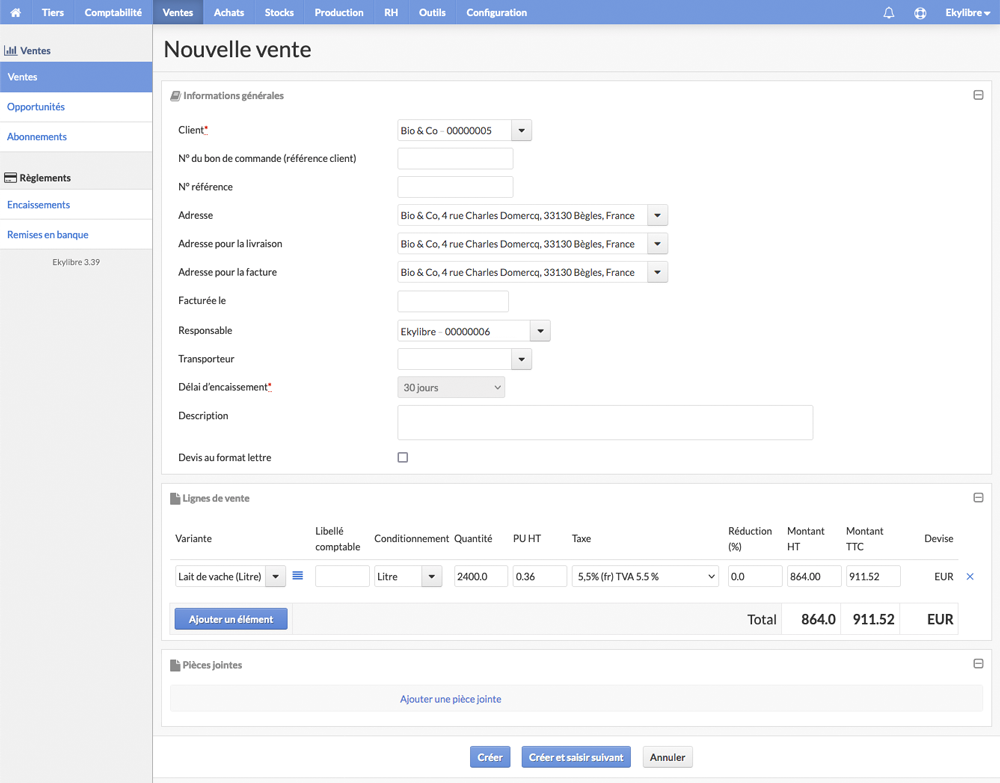 Tiers Comptabilité Ventes Achats Stocks Production RH Outils Configuration Ekylibre
Ventes
Ventes
Opportunités
Abonnements
Règlements
Encaissements
Remises en banque
Ekylibre 3.39
Nouvelle vente
Informations générales
Client* Bio & Co - 00000005
N° du bon de commande (référence client)
N° référence
Adresse Bio & Co, 4 rue Charles Domercq, 33130 Bègles, France
Adresse pour la livraison Bio & Co, 4 rue Charles Domercq, 33130 Bègles, France
Adresse pour la facture Bio & Co, 4 rue Charles Domercq, 33130 Bègles, France
Facturée le
Responsable Ekylibre - 00000006
Transporteur
Délai d'encaissement* 30 jours
Description
Devis au format lettre
Lignes de vente
Variante Libellé comptable Conditionnement Quantité PU HT Taxe Réduction (%) Montant HT Montant TTC Devise
Lait de vache (Litre) Litre 2400.0 0.36 5,5% (fr) TVA 5.5 % 0.0 864.00 911.52 EUR
Ajouter un élément Total 864.0 911.52 EUR
Pièces jointes
Ajouter une pièce jointe
Créer Créer et saisir suivant Annuler